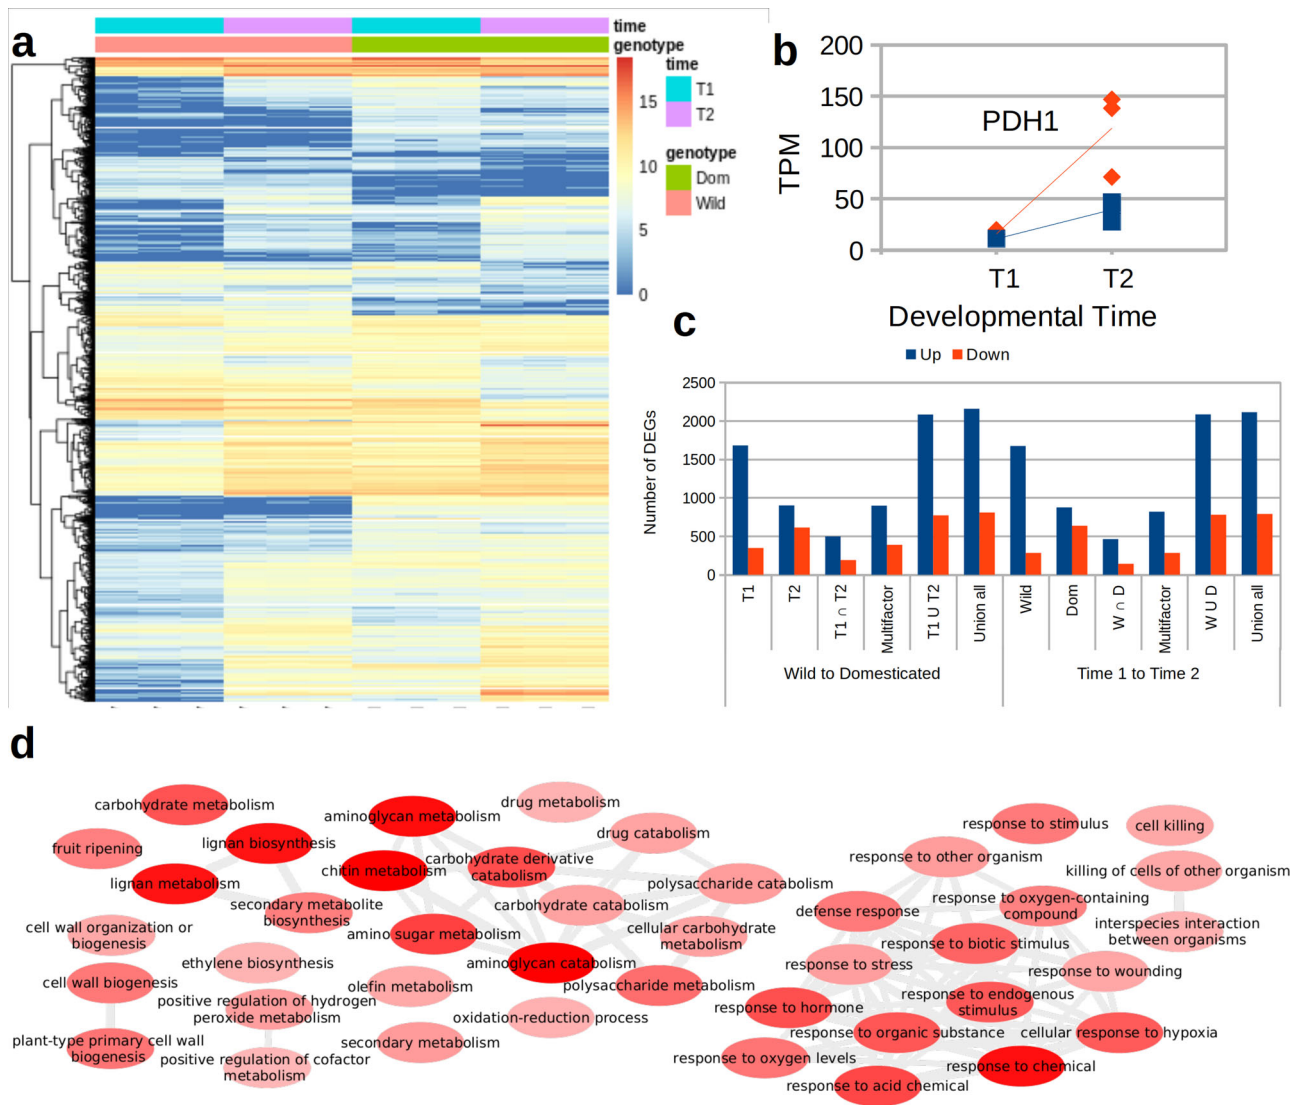 a
time
genotype
time
T1
T2
genotype
Dom
Wild
15
10
5
0
b
200
150
100
50
0
TPM
PDH1
T1
T2
Developmental Time
c
Up
Down
2500
2000
1500
1000
500
0
Number of DEGs
T1
T2
T1 ∩ T2
Multifactor
T1 U T2
Union all
Wild
Dom
W ∩ D
Multifactor
W U D
Union all
Wild to Domesticated
Time 1 to Time 2
d
carbohydrate metabolism
fruit ripening
lignan biosynthesis
lignan metabolism
secondary metabolite
biosynthesis
cell wall organization or
biogenesis
ethylene biosynthesis
cell wall biogenesis
positive regulation of hydrogen
peroxide metabolism
plant-type primary cell wall
biogenesis
positive regulation of cofactor
metabolism
aminoglycan metabolism
drug metabolism
drug catabolism
chitin metabolism
carbohydrate derivative
catabolism
polysaccharide catabolism
carbohydrate catabolism
amino sugar metabolism
cellular carbohydrate
metabolism
aminoglycan catabolism
olefin metabolism
polysaccharide metabolism
oxidation-reduction process
secondary metabolism
response to stimulus
cell killing
response to other organism
killing of cells of other organism
response to oxygen-containing
compound
defense response
interspecies interaction
between organisms
response to biotic stimulus
response to stress
response to wounding
response to endogenous
stimulus
response to hormone
response to organic substance
cellular response to hypoxia
response to oxygen levels
response to chemical
response to acid chemical